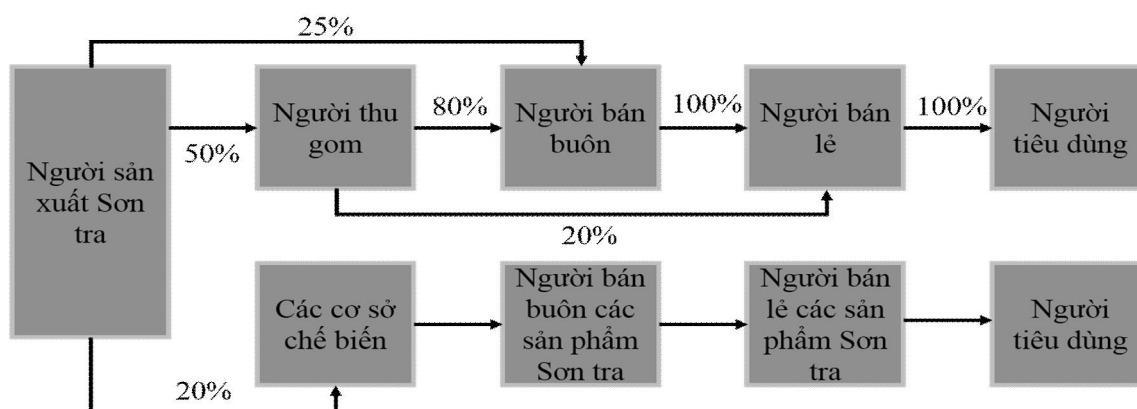 25%
Người sản
xuất Sơn
tra
50%
Người thu
gom
80%
Người bán
buôn
100%
Người bán
lẻ
100%
Người
tiêu dùng
20%
Các cơ sở
chế biến
Người bán
buôn các
sản phẩm
Sơn tra
Người bán
lẻ các sản
phẩm Sơn
tra
Người
tiêu dùng
20%